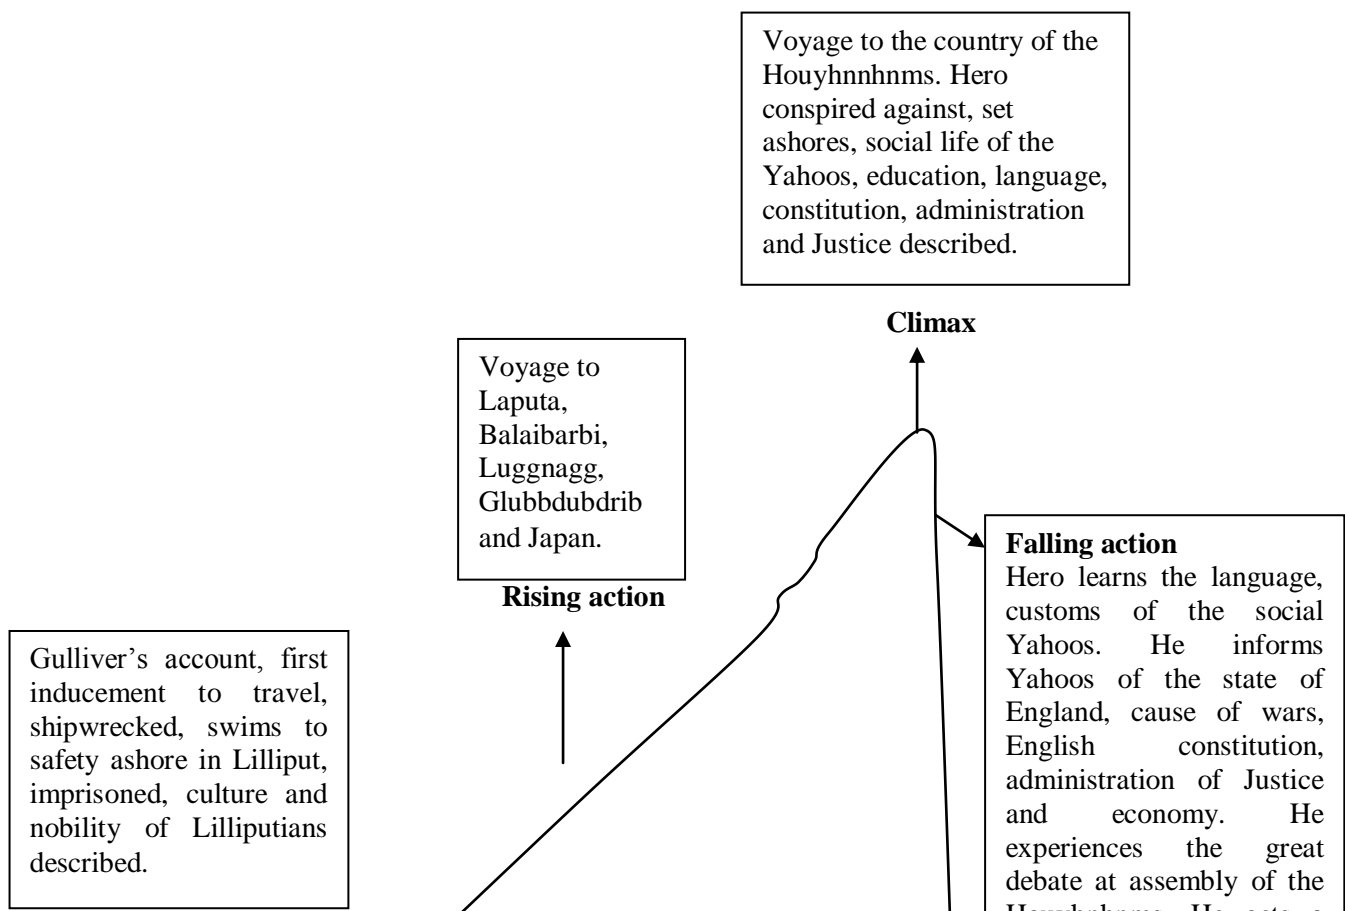 Voyage to the country of the
Houyhnnhnms. Hero
conspired against, set
ashores, social life of the
Yahoos, education, language,
constitution, administration
and Justice described.
Climax
Voyage to
Laputa,
Balaibarbi,
Luggnagg,
Glubbdubdrib
and Japan.
Rising action
Gulliver’s account, first
inducement to travel,
shipwrecked, swims to
safety ashore in Lilliput,
imprisoned, culture and
nobility of Lilliputians
described.
Falling action
Hero learns the language,
customs of the social
Yahoos. He informs
Yahoos of the state of
England, cause of wars,
English constitution,
administration of Justice
and economy. He
experiences the great
debate at assembly of the